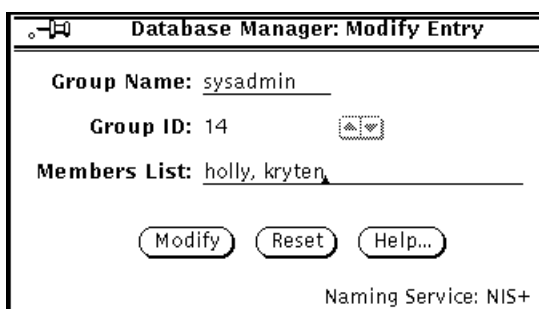 Database Manager: Modify Entry
Group Name: sysadmin
Group ID: 14
Members List: holly, kryten
Modify Reset Help...
Naming Service: NIS+